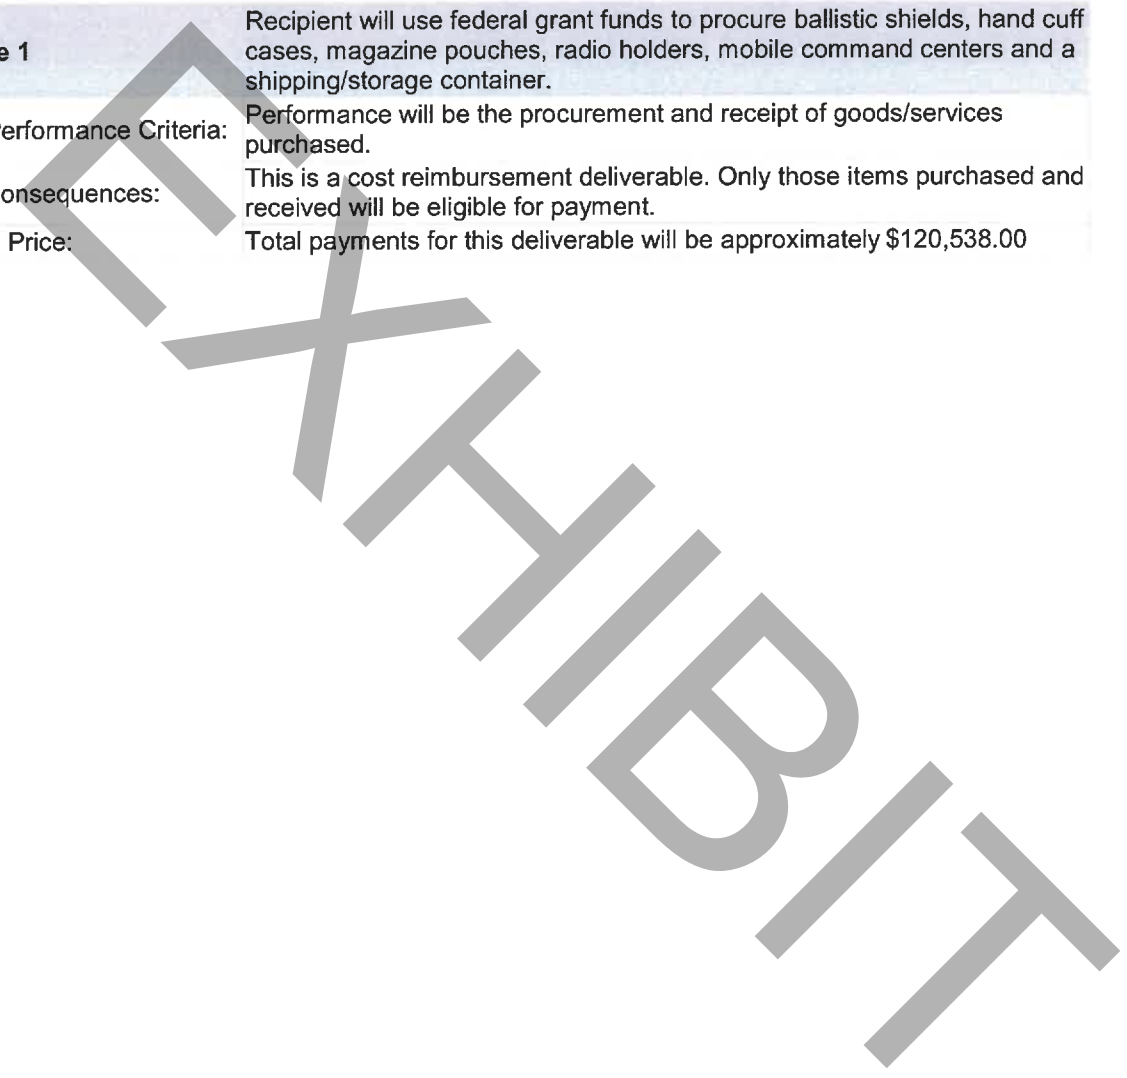 e 1
Recipient will use federal grant funds to procure ballistic shields, hand cuff
cases, magazine pouches, radio holders, mobile command centers and a
shipping/storage container.
erformance Criteria:
Performance will be the procurement and receipt of goods/services
purchased.
onsequences:
This is a cost reimbursement deliverable. Only those items purchased and
received will be eligible for payment.
Price:
Total payments for this deliverable will be approximately $120,538.00
EXHIBIT